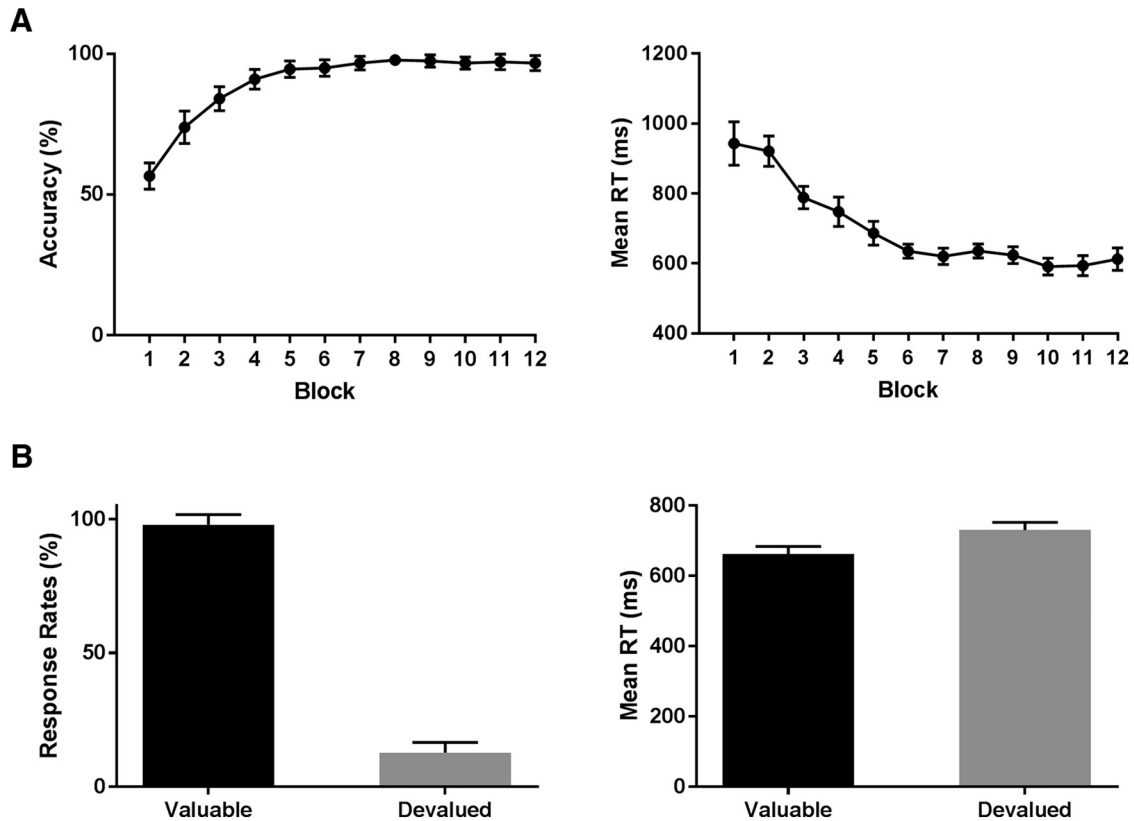 A
Accuracy (%)
100
50
0
1 2 3 4 5 6 7 8 9 10 11 12
Block
Mean RT (ms)
1200
1000
800
600
400
1 2 3 4 5 6 7 8 9 10 11 12
Block
B
Response Rates (%)
100
50
0
Valuable Devalued
Mean RT (ms)
800
600
400
200
0
Valuable Devalued